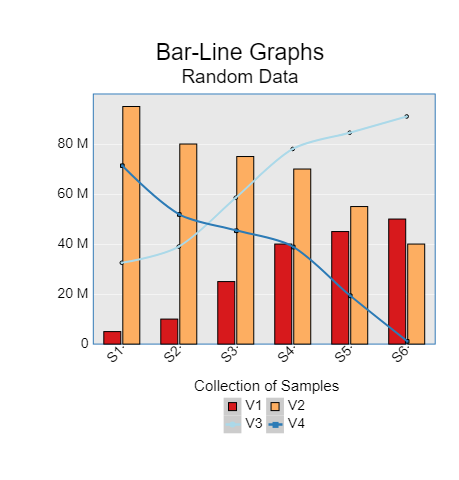 Bar-Line Graphs
Random Data
80 M
60 M
40 M
20 M
0
S1 S2 S3 S4 S5 S6
Collection of Samples
V1 V2
V3 V4